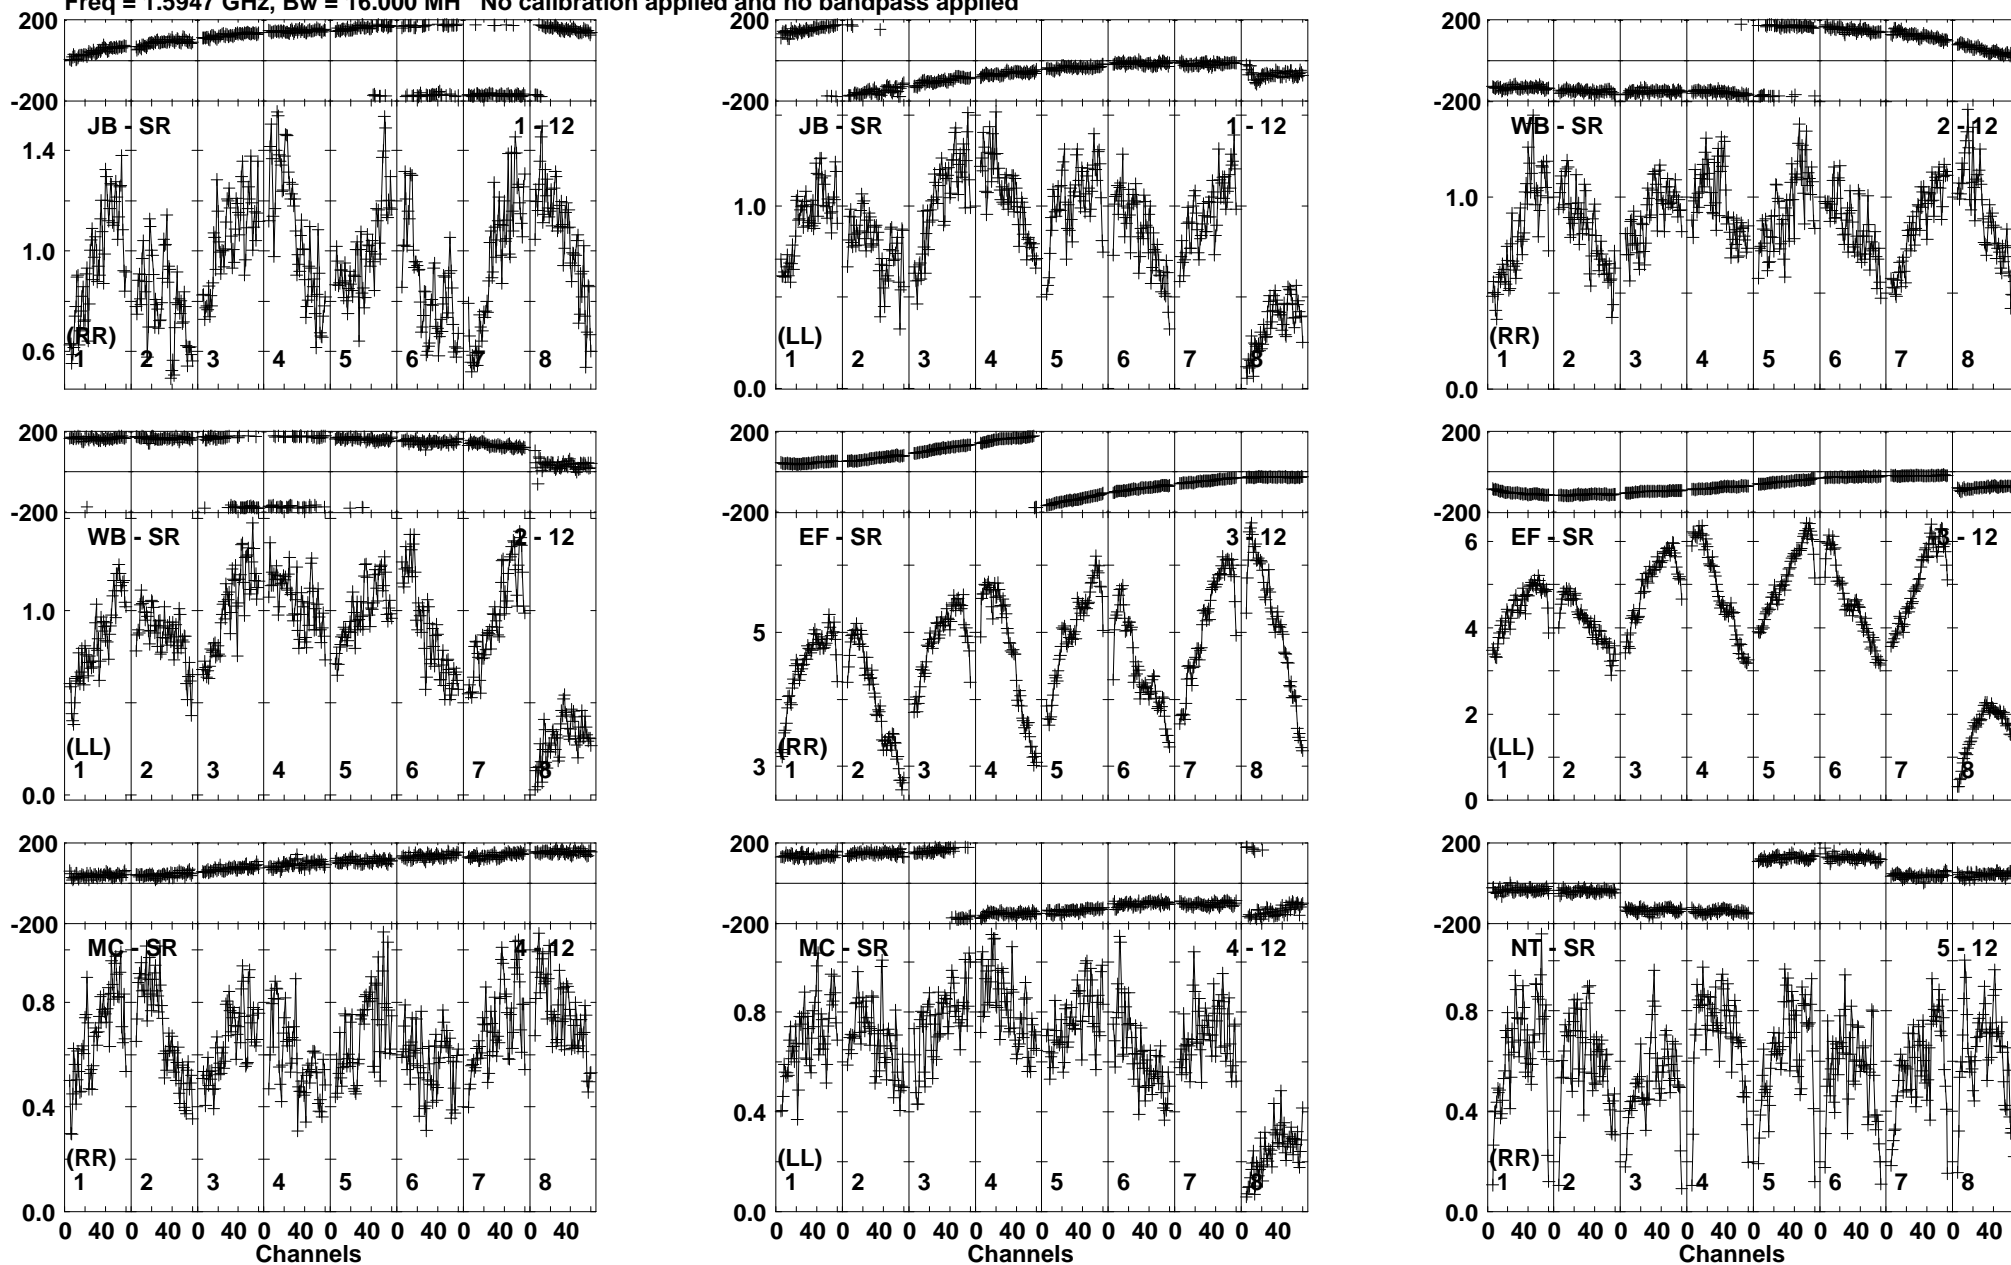 Freq = 1.5947 GHz, Bw = 16.000 MH No calibration applied and no bandpass applied
200
-200
JB - SR 1 - 12
1.4
1.0
0.6
(RR)
1 2 3 4 5 6 7 8
JB - SR 1 - 12
200
-200
1.0
0.0
(LL)
1 2 3 4 5 6 7 8
WB - SR 2 - 12
200
-200
1.0
0.0
(RR)
1 2 3 4 5 6 7 8
200
-200
WB - SR 2 - 12
1.0
0.0
(LL)
1 2 3 4 5 6 7 8
200
-200
EF - SR 3 - 12
5
3
(RR)
1 2 3 4 5 6 7 8
200
-200
EF - SR 3 - 12
6
4
2
0
(LL)
1 2 3 4 5 6 7 8
200
-200
MC - SR 4 - 12
0.8
0.4
0.0
(RR)
1 2 3 4 5 6 7 8
0 40 0 40 0 40 0 40 0 40 0 40 0 40 0 40
Channels
200
-200
MC - SR 4 - 12
0.8
0.4
0.0
(LL)
1 2 3 4 5 6 7 8
0 40 0 40 0 40 0 40 0 40 0 40 0 40 0 40
Channels
200
-200
NT - SR 5 - 12
0.8
0.4
0.0
(RR)
1 2 3 4 5 6 7 8
0 40 0 40 0 40 0 40 0 40 0 40 0 40 0 40
Channels